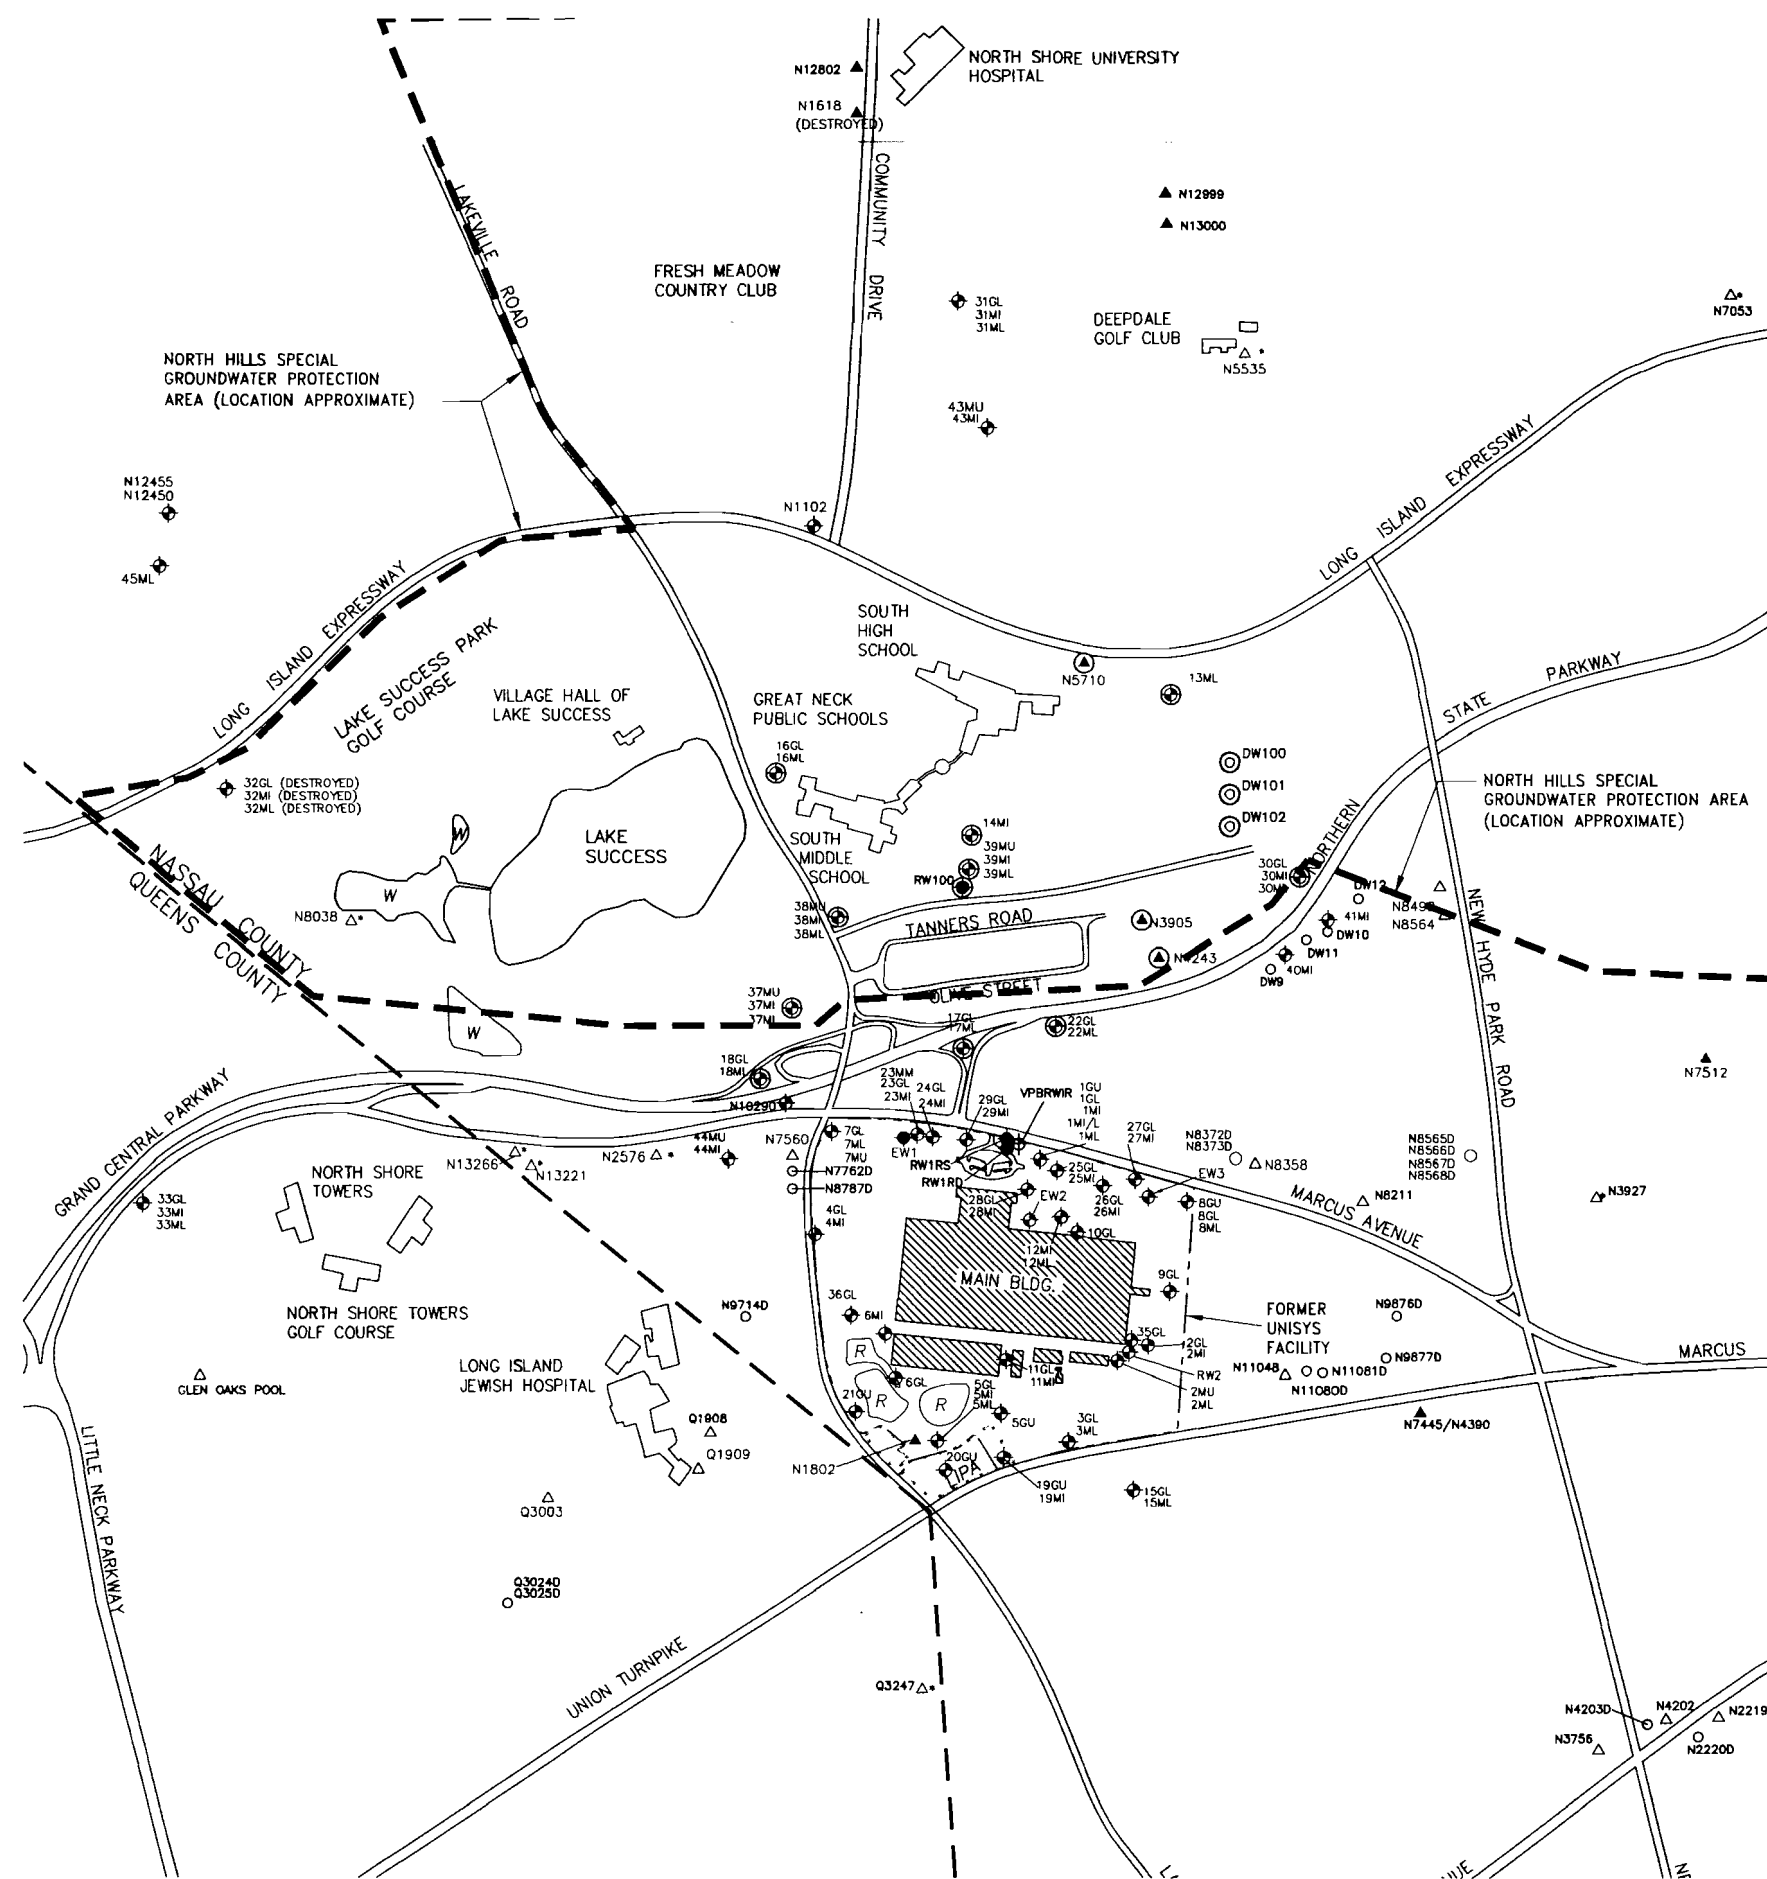 NORTH SHORE UNIVERSITY
HOSPITAL
N12802
N1618
(DESTROYED)
COMMUNITY DRIVE
N12999
N13000
LAKEVILLE ROAD
FRESH MEADOW
COUNTRY CLUB
31GL
31MI
31ML
DEEPDALE
GOLF CLUB
N5535
N7053
NORTH HILLS SPECIAL
GROUNDWATER PROTECTION
AREA (LOCATION APPROXIMATE)
43MU
43MI
N12455
N12450
45ML
N1102
LONG ISLAND EXPRESSWAY
LONG ISLAND EXPRESSWAY
LAKE SUCCESS PARK
GOLF COURSE
SOUTH
HIGH
SCHOOL
N5710
13ML
STATE PARKWAY
NORTHERN
VILLAGE HALL OF
LAKE SUCCESS
GREAT NECK
PUBLIC SCHOOLS
16GL
16ML
DW100
DW101
DW102
NORTH HILLS SPECIAL
GROUNDWATER PROTECTION AREA
(LOCATION APPROXIMATE)
32GL (DESTROYED)
32MI (DESTROYED)
32ML (DESTROYED)
W
LAKE
SUCCESS
SOUTH
MIDDLE
SCHOOL
14MI
39MU
39MI
39ML
RW100
30GL
30MI
DW12
N8564
41MI
DW10
DW11
40MI
DW9
NASSAU COUNTY
QUEENS COUNTY
W
N8038
38MU
38MI
38ML
TANNERS ROAD
N3905
NEW HYDE PARK ROAD
OLIVE STREET
37MU
37MI
37ML
W
17GL
17ML
22GL
22ML
18GL
18ML
N7512
GRAND CENTRAL PARKWAY
N10290
23MM
23GL
23MI
24GL
24MI
29GL
29MI
VPBRWIR
1GU
1GL
1MI
1MI/L
1ML
27GL
27MI
N8372D
N8373D
N8358
N8565D
N8566D
N8567D
N8568D
N13266
N13221
N2576
44MU
44MI
N7560
N7762D
N8787D
7GL
7ML
7MU
EW1
RW1RS
RW1RD
25GL
25MI
EW3
N8211
N3927
MARCUS AVENUE
NORTH SHORE
TOWERS
33GL
33MI
33ML
4GL
4MI
28GL
28MI
EW2
26GL
26MI
8GU
8GL
8ML
10GL
12MI
12ML
MAIN BLDG.
9GL
NORTH SHORE TOWERS
GOLF COURSE
N9714D
36GL
6MI
FORMER
UNISYS
FACILITY
N9876D
N9877D
MARCUS
35GL
2GL
2MI
R
LONG ISLAND
JEWISH HOSPITAL
GLEN OAKS POOL
6GL
11GL
11MI
RW2
2MU
2ML
N11048
N11081D
N11080D
N7445/N4390
R
R
5GL
5MI
5ML
5GU
3GL
3ML
Q1908
Q1909
N1802
20GU
LIPA
19GU
19MI
15GL
15ML
LITTLE NECK PARKWAY
Q3003
Q3024D
Q3025D
UNION TURNPIKE
Q3247
N4203D
N4202
N2219
N3756
N2220D